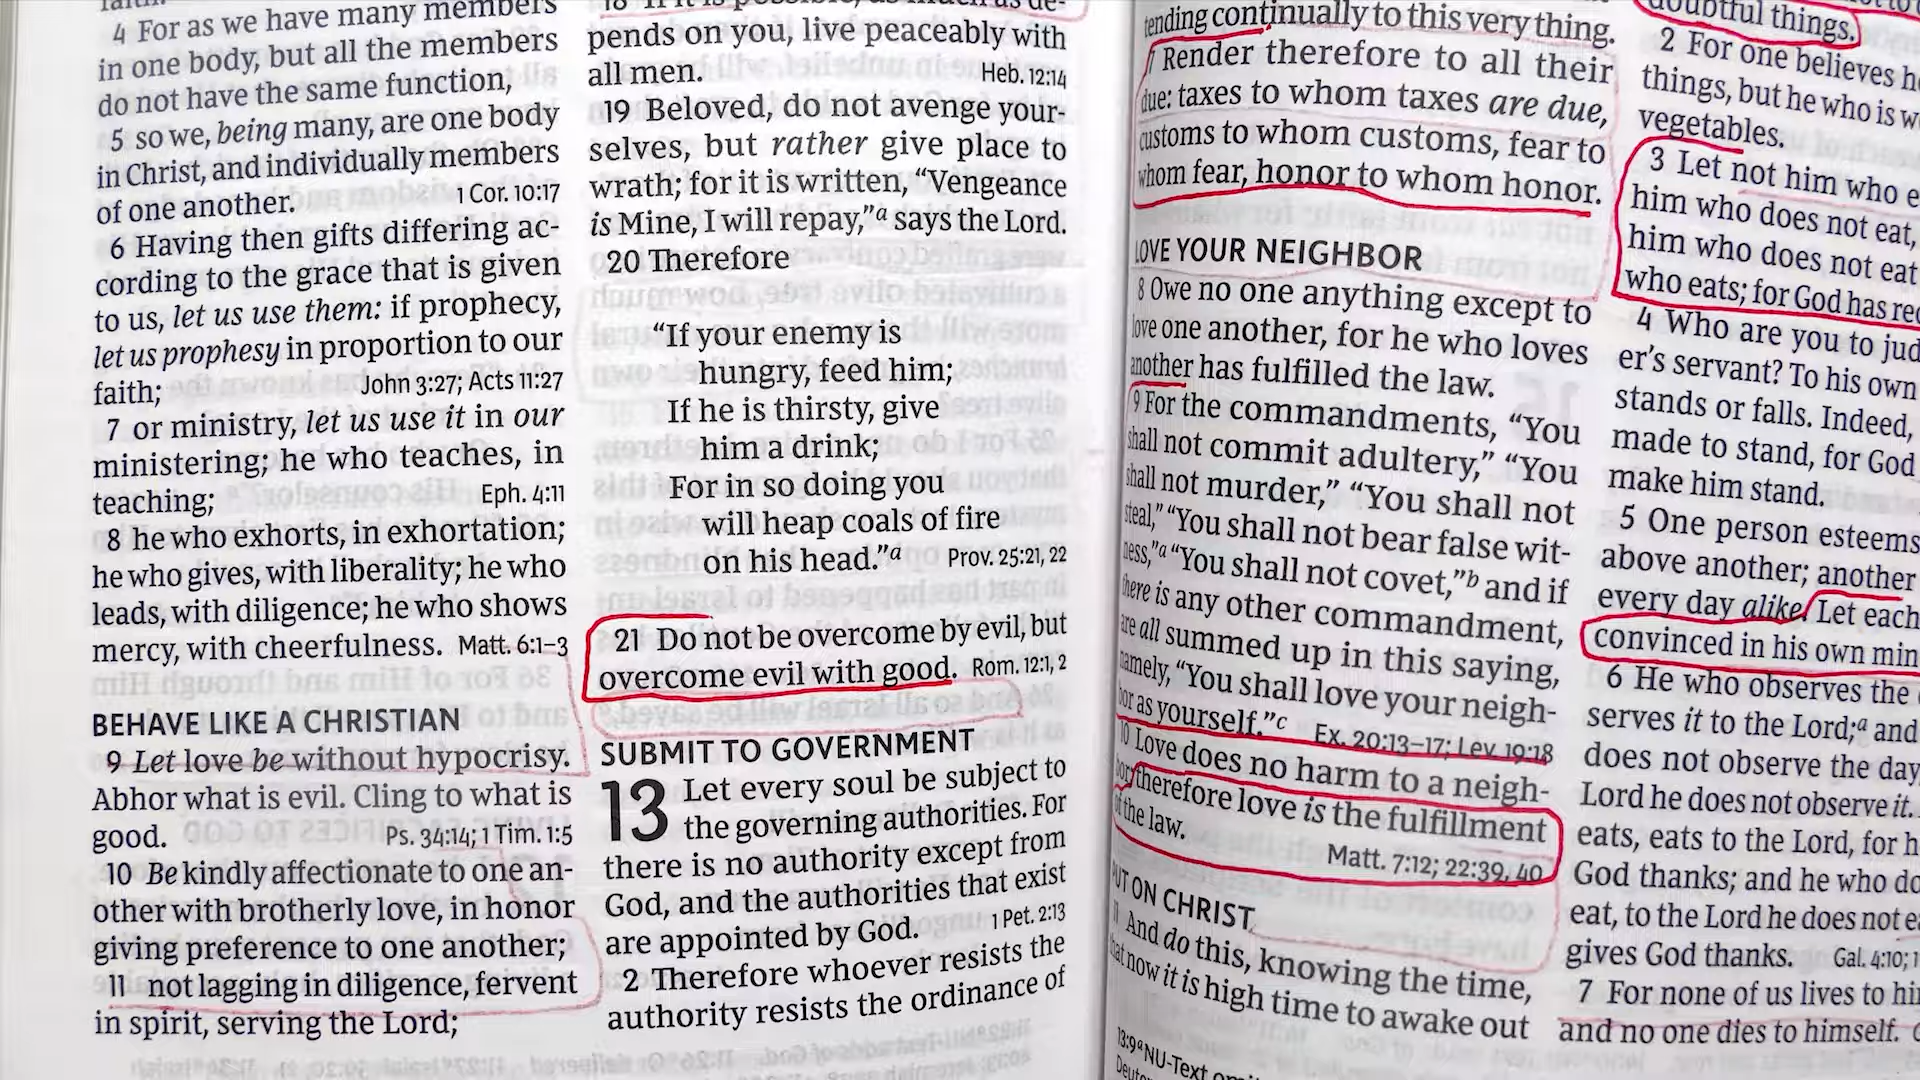 faith.
4 For as we have many members
in one body, but all the members
do not have the same function,
5 so we, being many, are one body
in Christ, and individually members
of one another. 1 Cor. 10:17
6 Having then gifts differing ac-
cording to the grace that is given
to us, let us use them: if prophecy,
let us prophesy in proportion to our
faith; John 3:27; Acts 11:27
7 or ministry, let us use it in our
ministering; he who teaches, in
teaching; Eph. 4:11
8 he who exhorts, in exhortation;
he who gives, with liberality; he who
leads, with diligence; he who shows
mercy, with cheerfulness. Matt. 6:1–3
BEHAVE LIKE A CHRISTIAN
9 Let love be without hypocrisy.
Abhor what is evil. Cling to what is
good. Ps. 34:14; 1 Tim. 1:5
10 Be kindly affectionate to one an-
other with brotherly love, in honor
giving preference to one another;
11 not lagging in diligence, fervent
in spirit, serving the Lord;
18 If it is possible, as much as de-
pends on you, live peaceably with
all men. Heb. 12:14
19 Beloved, do not avenge your-
selves, but rather give place to
wrath; for it is written, “Vengeance
is Mine, I will repay,”a says the Lord.
20 Therefore
“If your enemy is
hungry, feed him;
If he is thirsty, give
him a drink;
For in so doing you
will heap coals of fire
on his head.”a Prov. 25:21, 22
21 Do not be overcome by evil, but
overcome evil with good. Rom. 12:1, 2
SUBMIT TO GOVERNMENT
13 Let every soul be subject to
the governing authorities. For
there is no authority except from
God, and the authorities that exist
are appointed by God. 1 Pet. 2:13
2 Therefore whoever resists the
authority resists the ordinance of
tending continually to this very thing.
7 Render therefore to all their
due: taxes to whom taxes are due,
customs to whom customs, fear to
whom fear, honor to whom honor.
LOVE YOUR NEIGHBOR
8 Owe no one anything except to
love one another, for he who loves
another has fulfilled the law.
9 For the commandments, “You
shall not commit adultery,” “You
shall not murder,” “You shall not
steal,” “You shall not bear false wit-
ness,”a “You shall not covet,”b and if
there is any other commandment,
are all summed up in this saying,
namely, “You shall love your neigh-
bor as yourself.”c Ex. 20:13–17; Lev. 19:18
10 Love does no harm to a neigh-
bor; therefore love is the fulfillment
of the law.
Matt. 7:12; 22:39, 40
PUT ON CHRIST
11 And do this, knowing the time,
that now it is high time to awake out
13:9 a NU-Text
doubtful things.
2 For one believes he
things, but he who is
vegetables.
3 Let not him who e
him who does not eat,
him who does not eat
who eats; for God has rec
4 Who are you to jud
er’s servant? To his own
stands or falls. Indeed,
made to stand, for God
make him stand.
5 One person esteems
above another; another
every day alike. Let each
convinced in his own min
6 He who observes the
serves it to the Lord;a and
does not observe the day
Lord he does not observe it.
eats, eats to the Lord, for h
God thanks; and he who do
eat, to the Lord he does not e
gives God thanks. Gal. 4:10; 1
7 For none of us lives to hi
and no one dies to himself.